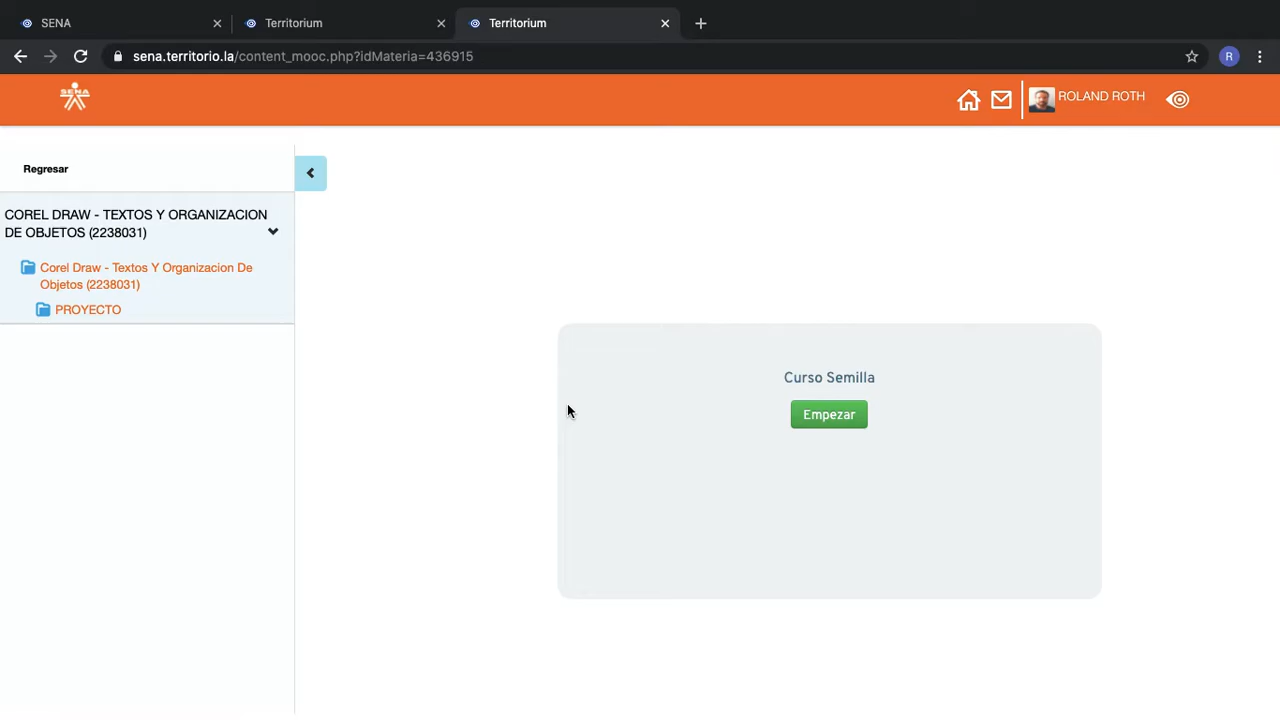 SENA
Territorium
Territorium
sena.territorio.la/content_mooc.php?idMateria=436915
R
SENA
ROLAND ROTH
Regresar
COREL DRAW - TEXTOS Y ORGANIZACION
DE OBJETOS (2238031)
Corel Draw - Textos Y Organizacion De
Objetos (2238031)
PROYECTO
Curso Semilla
Empezar